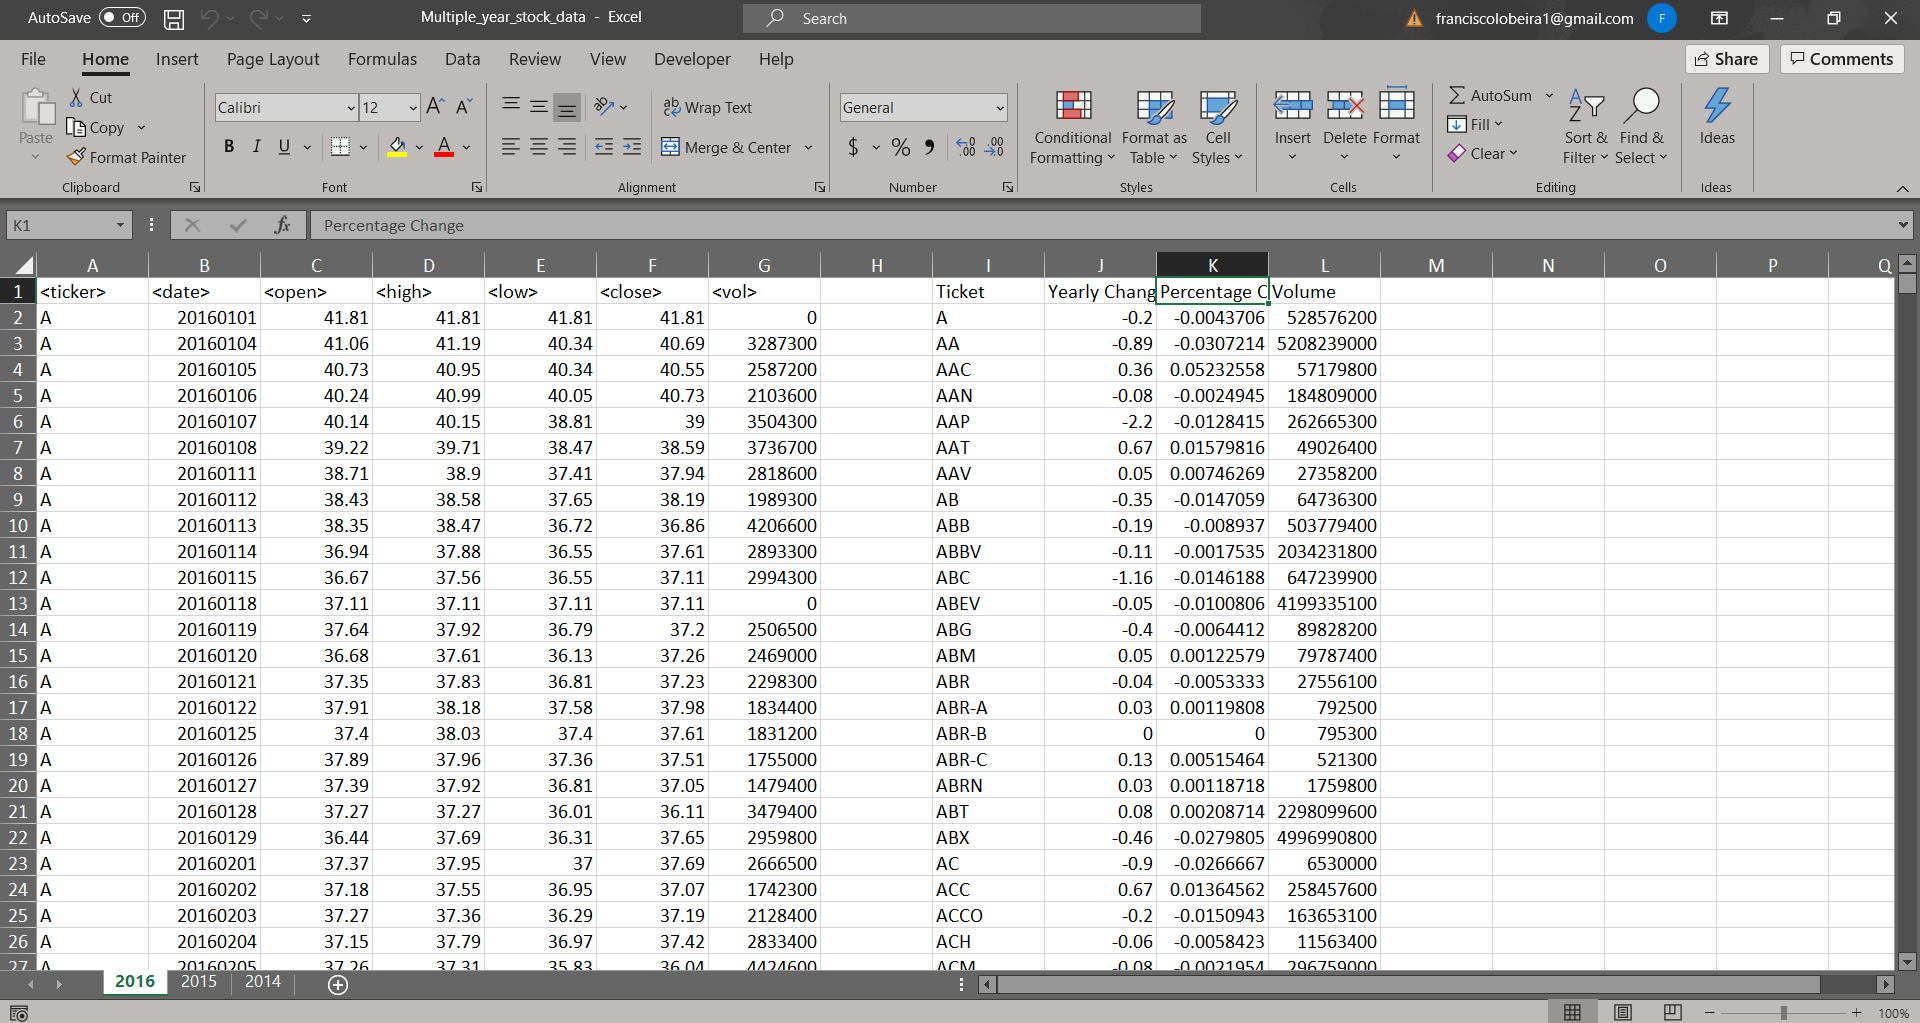 AutoSave Off Multiple_year_stock_data - Excel Search franciscolobeira1@gmail.com F
File Home Insert Page Layout Formulas Data Review View Developer Help Share Comments
Paste Cut Copy Format Painter Clipboard
Calibri 12 B I U A Font
ab Wrap Text Merge & Center Alignment
General $ % Number
Conditional Formatting Format as Table Cell Styles Styles
Insert Delete Format Cells
AutoSum Fill Clear Sort & Filter Find & Select Editing
Ideas Ideas
K1 fx Percentage Change
A B C D E F G H I J K L M N O P Q
1 <ticker> <date> <open> <high> <low> <close> <vol> Ticket Yearly Chang Percentage C Volume
2 A 20160101 41.81 41.81 41.81 41.81 0 A -0.2 -0.0043706 528576200
3 A 20160104 41.06 41.19 40.34 40.69 3287300 AA -0.89 -0.0307214 5208239000
4 A 20160105 40.73 40.95 40.34 40.55 2587200 AAC 0.36 0.05232558 57179800
5 A 20160106 40.24 40.99 40.05 40.73 2103600 AAN -0.08 -0.0024945 184809000
6 A 20160107 40.14 40.15 38.81 39 3504300 AAP -2.2 -0.0128415 262665300
7 A 20160108 39.22 39.71 38.47 38.59 3736700 AAT 0.67 0.01579816 49026400
8 A 20160111 38.71 38.9 37.41 37.94 2818600 AAV 0.05 0.00746269 27358200
9 A 20160112 38.43 38.58 37.65 38.19 1989300 AB -0.35 -0.0147059 64736300
10 A 20160113 38.35 38.47 36.72 36.86 4206600 ABB -0.19 -0.008937 503779400
11 A 20160114 36.94 37.88 36.55 37.61 2893300 ABBV -0.11 -0.0017535 2034231800
12 A 20160115 36.67 37.56 36.55 37.11 2994300 ABC -1.16 -0.0146188 647239900
13 A 20160118 37.11 37.11 37.11 37.11 0 ABEV -0.05 -0.0100806 4199335100
14 A 20160119 37.64 37.92 36.79 37.2 2506500 ABG -0.4 -0.0064412 89828200
15 A 20160120 36.68 37.61 36.13 37.26 2469000 ABM 0.05 0.00122579 79787400
16 A 20160121 37.35 37.83 36.81 37.23 2298300 ABR -0.04 -0.0053333 27556100
17 A 20160122 37.91 38.18 37.58 37.98 1834400 ABR-A 0.03 0.00119808 792500
18 A 20160125 37.4 38.03 37.4 37.61 1831200 ABR-B 0 0 795300
19 A 20160126 37.89 37.96 37.36 37.51 1755000 ABR-C 0.13 0.00515464 521300
20 A 20160127 37.39 37.92 36.81 37.05 1479400 ABRN 0.03 0.00118718 1759800
21 A 20160128 37.27 37.27 36.01 36.11 3479400 ABT 0.08 0.00208714 2298099600
22 A 20160129 36.44 37.69 36.31 37.65 2959800 ABX -0.46 -0.0279805 4996990800
23 A 20160201 37.37 37.95 37 37.69 2666500 AC -0.9 -0.0266667 6530000
24 A 20160202 37.18 37.55 36.95 37.07 1742300 ACC 0.67 0.01364562 258457600
25 A 20160203 37.27 37.36 36.29 37.19 2128400 ACCO -0.2 -0.0150943 163653100
26 A 20160204 37.15 37.79 36.97 37.42 2833400 ACH -0.06 -0.0058423 11563400
27 A 20160205 37.26 37.31 35.83 36.04 4424600 ACM -0.08 -0.0021954 296759000
2016 2015 2014
100%